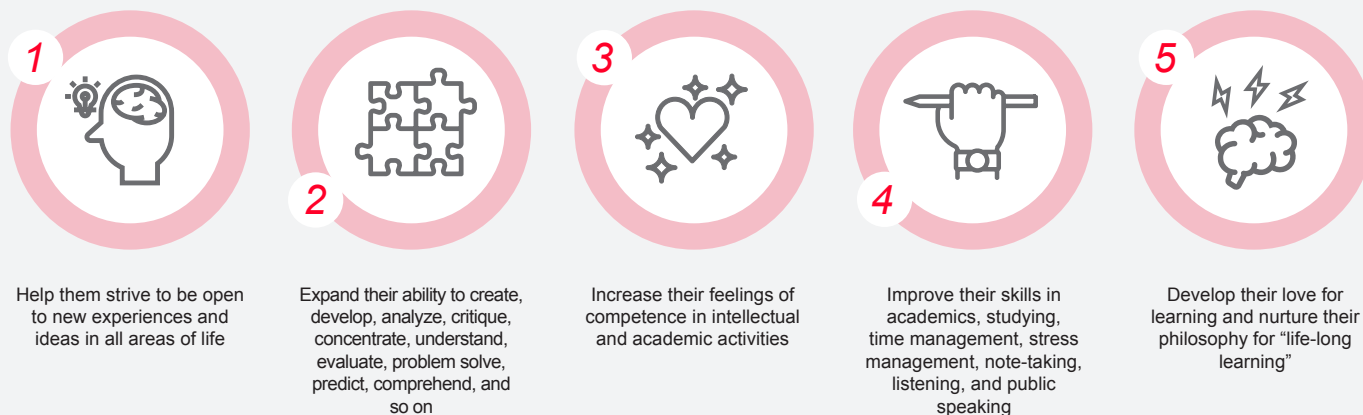 1
Help them strive to be open
to new experiences and
ideas in all areas of life
2
Expand their ability to create,
develop, analyze, critique,
concentrate, understand,
evaluate, problem solve,
predict, comprehend, and
so on
3
Increase their feelings of
competence in intellectual
and academic activities
4
Improve their skills in
academics, studying,
time management, stress
management, note-taking,
listening, and public
speaking
5
Develop their love for
learning and nurture their
philosophy for “life-long
learning”